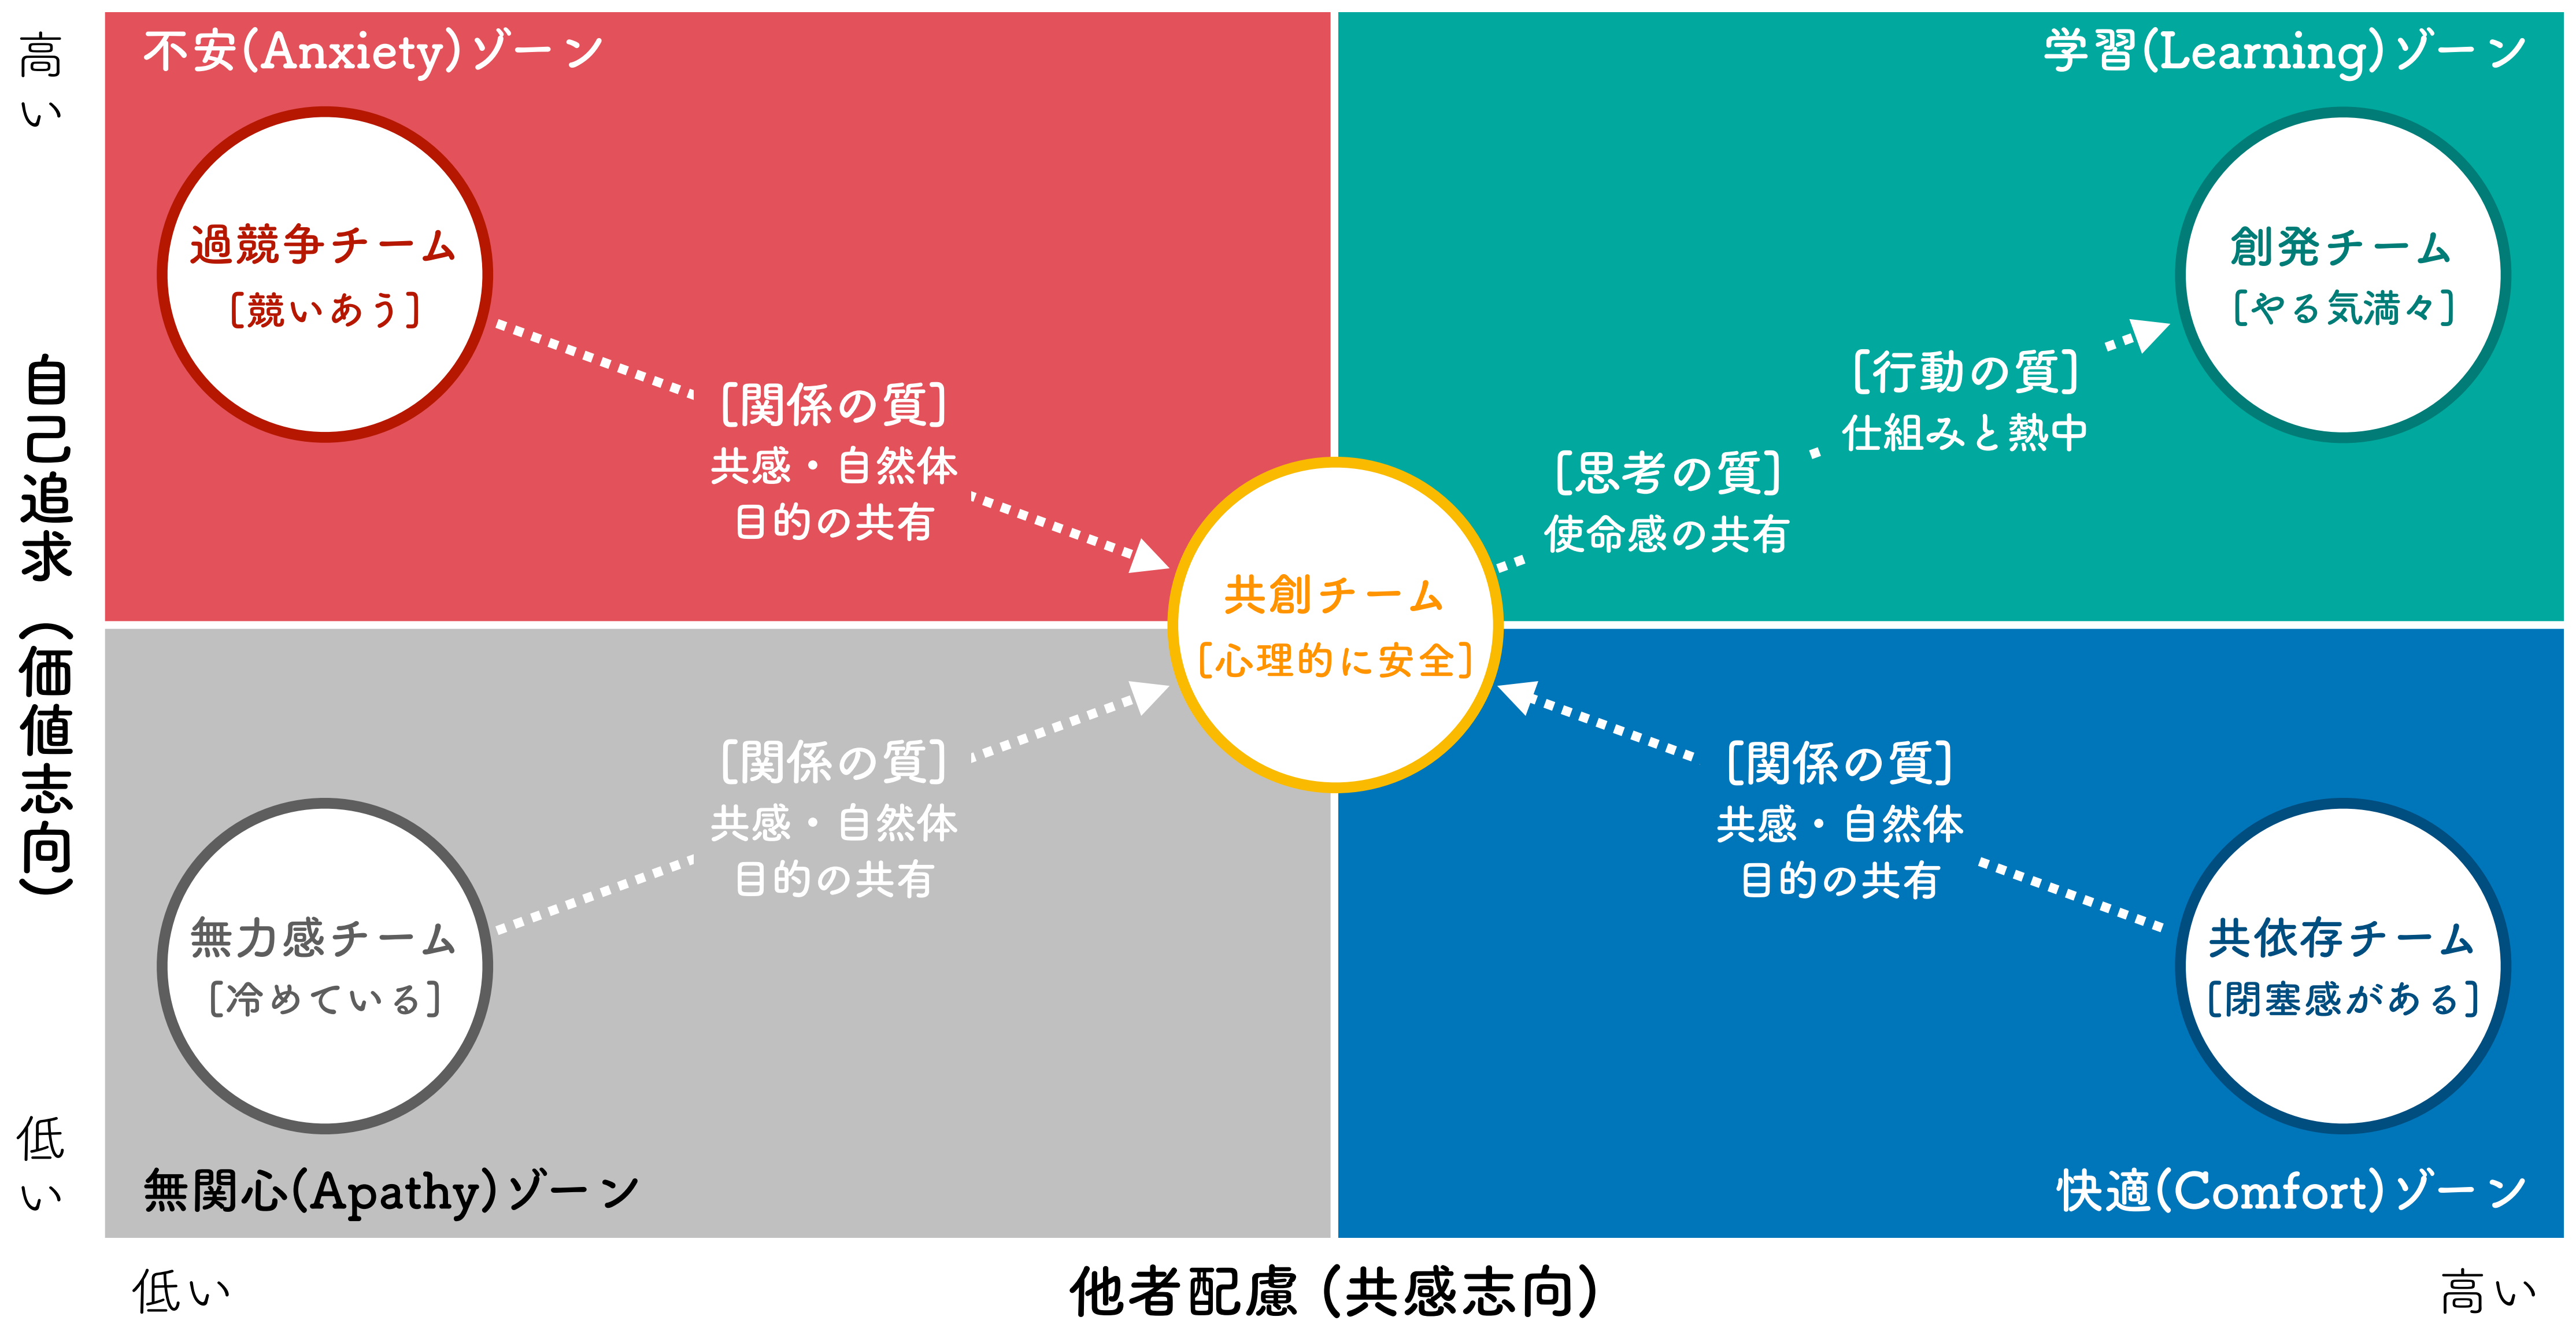 高い
不安(Anxiety)ゾーン
過競争チーム
[競いあう]
[関係の質]
共感・自然体
目的の共有
学習(Learning)ゾーン
創発チーム
[やる気満々]
[行動の質]
仕組みと熱中
[思考の質]
使命感の共有
自己追求(価値志向)
共創チーム
[心理的に安全]
[関係の質]
共感・自然体
目的の共有
無力感チーム
[冷めている]
無関心(Apathy)ゾーン
[関係の質]
共感・自然体
目的の共有
共依存チーム
[閉塞感がある]
快適(Comfort)ゾーン
低い
低い
他者配慮(共感志向)
高い